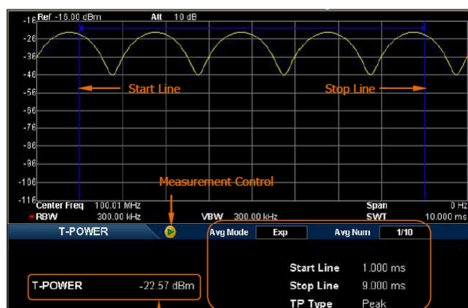 Ref -16.00 dBm Att 10 dB
-16
-26
-36
-46
-56
-66
-76
-86
-96
-106
-116
Start Line
Stop Line
Measurement Control
Center Freq 100.01 MHz Span 0 Hz
RBW 300.00 kHz VBW 300.00 kHz SWT 10.000 ms
T-POWER Avg Mode Exp Avg Num 1/10
Start Line 1.000 ms
T-POWER -22.57 dBm Stop Line 9.000 ms
TP Type Peak